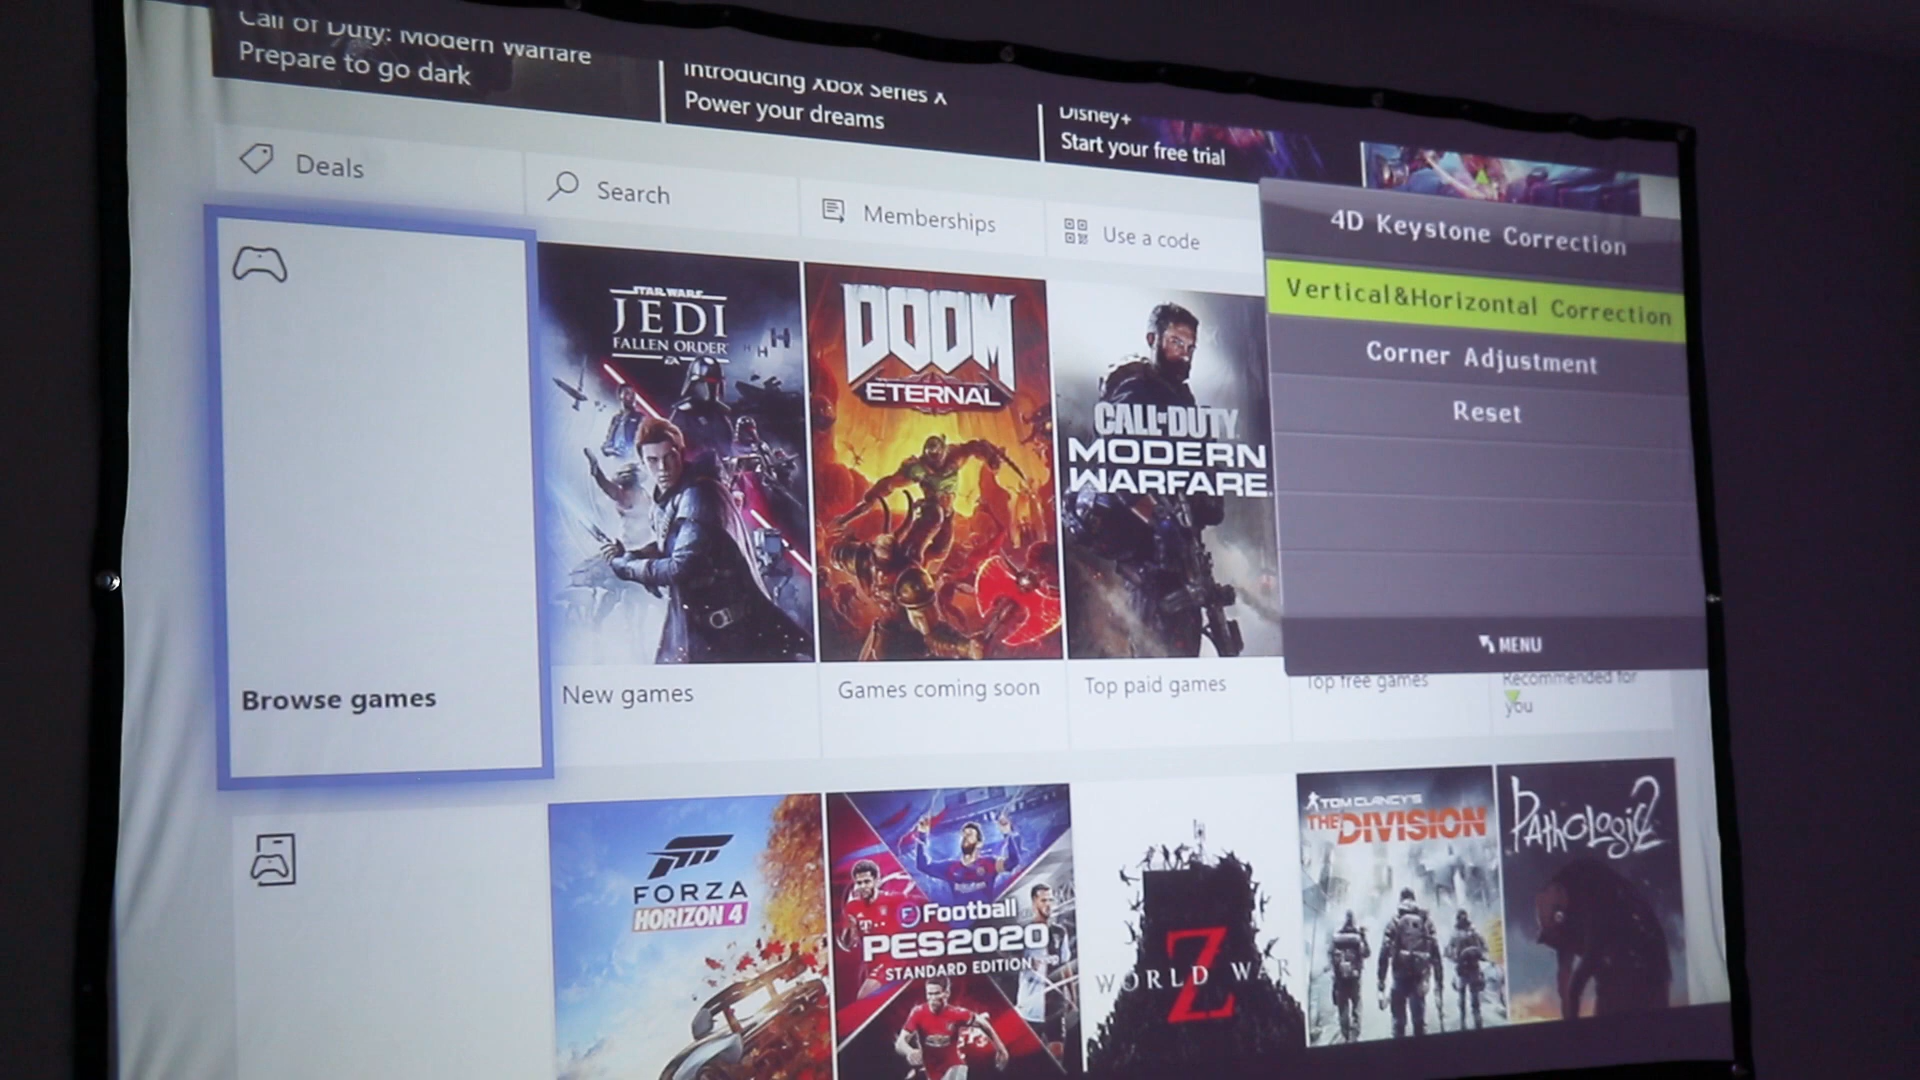 Call of Duty: Modern Warfare
Prepare to go dark
Introducing Xbox Series X
Power your dreams
Disney+
Start your free trial
Deals
Search
Memberships
Use a code
4D Keystone Correction
Vertical&Horizontal Correction
Corner Adjustment
Reset
MENU
STAR WARS
JEDI
FALLEN ORDER
EA
DOOM
ETERNAL
CALL OF DUTY
MODERN
WARFARE
Browse games
New games
Games coming soon
Top paid games
Top free games
Recommended for
you
FORZA
HORIZON 4
eFootball
PES2020
STANDARD EDITION
WORLD WAR
Z
TOM CLANCY'S
THE DIVISION
PAthOLogiC 2